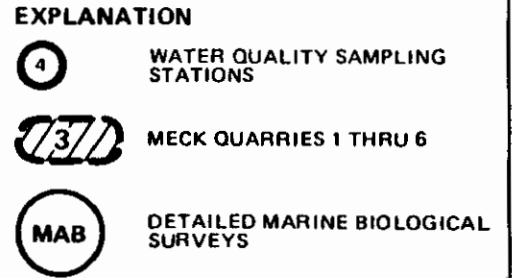 EXPLANATION
4 WATER QUALITY SAMPLING
STATIONS
3 MECK QUARRIES 1 THRU 6
MAB DETAILED MARINE BIOLOGICAL
SURVEYS